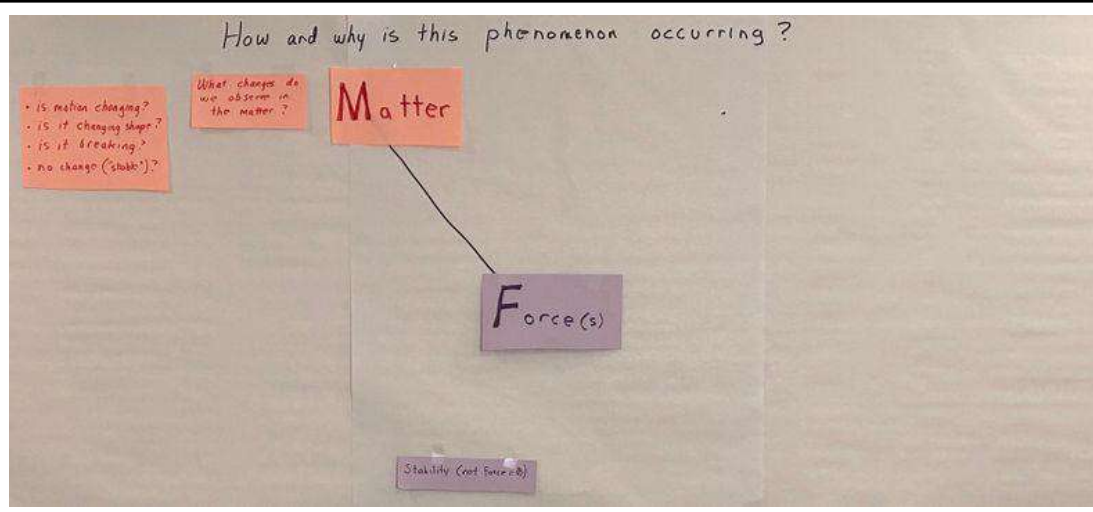 How and why is this phenomenon occurring?
• is motion changing?
• is it changing shape?
• is it breaking?
• no change ("stable")?
What changes do
we observe in
the matter?
Matter
Force(s)
Stability (net Force=0)